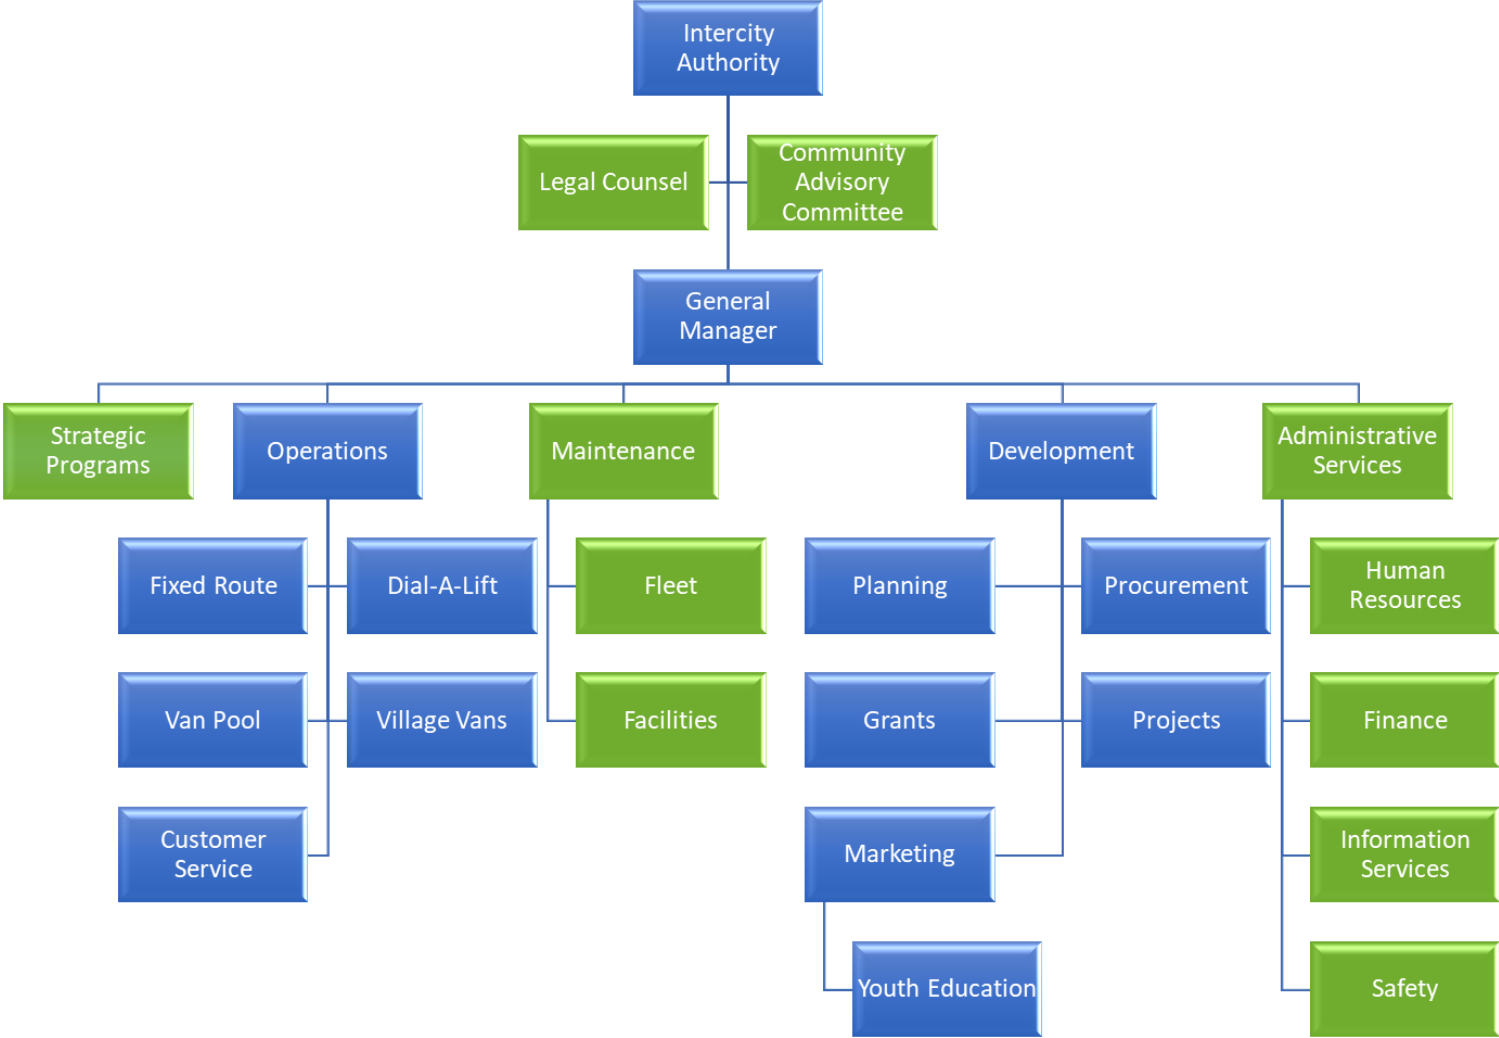 Intercity
Authority
Legal Counsel
Community
Advisory
Committee
General
Manager
Strategic
Programs
Operations
Maintenance
Development
Administrative
Services
Fixed Route
Dial-A-Lift
Fleet
Planning
Procurement
Human
Resources
Van Pool
Village Vans
Facilities
Grants
Projects
Finance
Customer
Service
Marketing
Information
Services
Youth Education
Safety